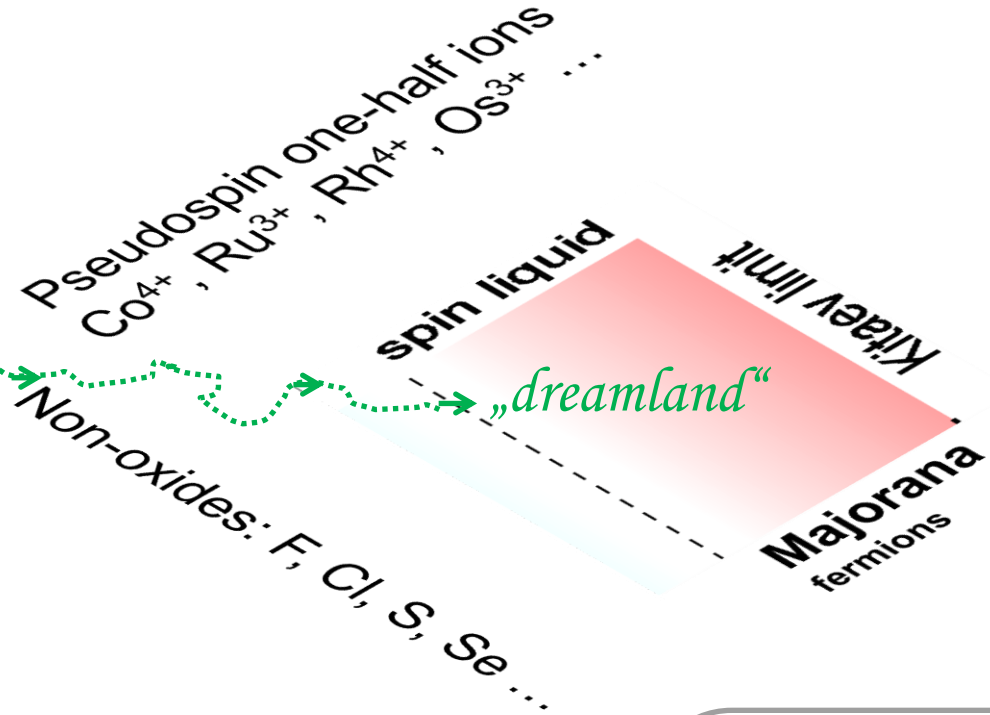 Pseudospin one-half ions
Co⁴⁺ , Ru³⁺ , Rh⁴⁺ , Os³⁺ ...
spin liquid
Kitaev limit
„dreamland“
Majorana
fermions
Non-oxides: F, Cl, S, Se ...